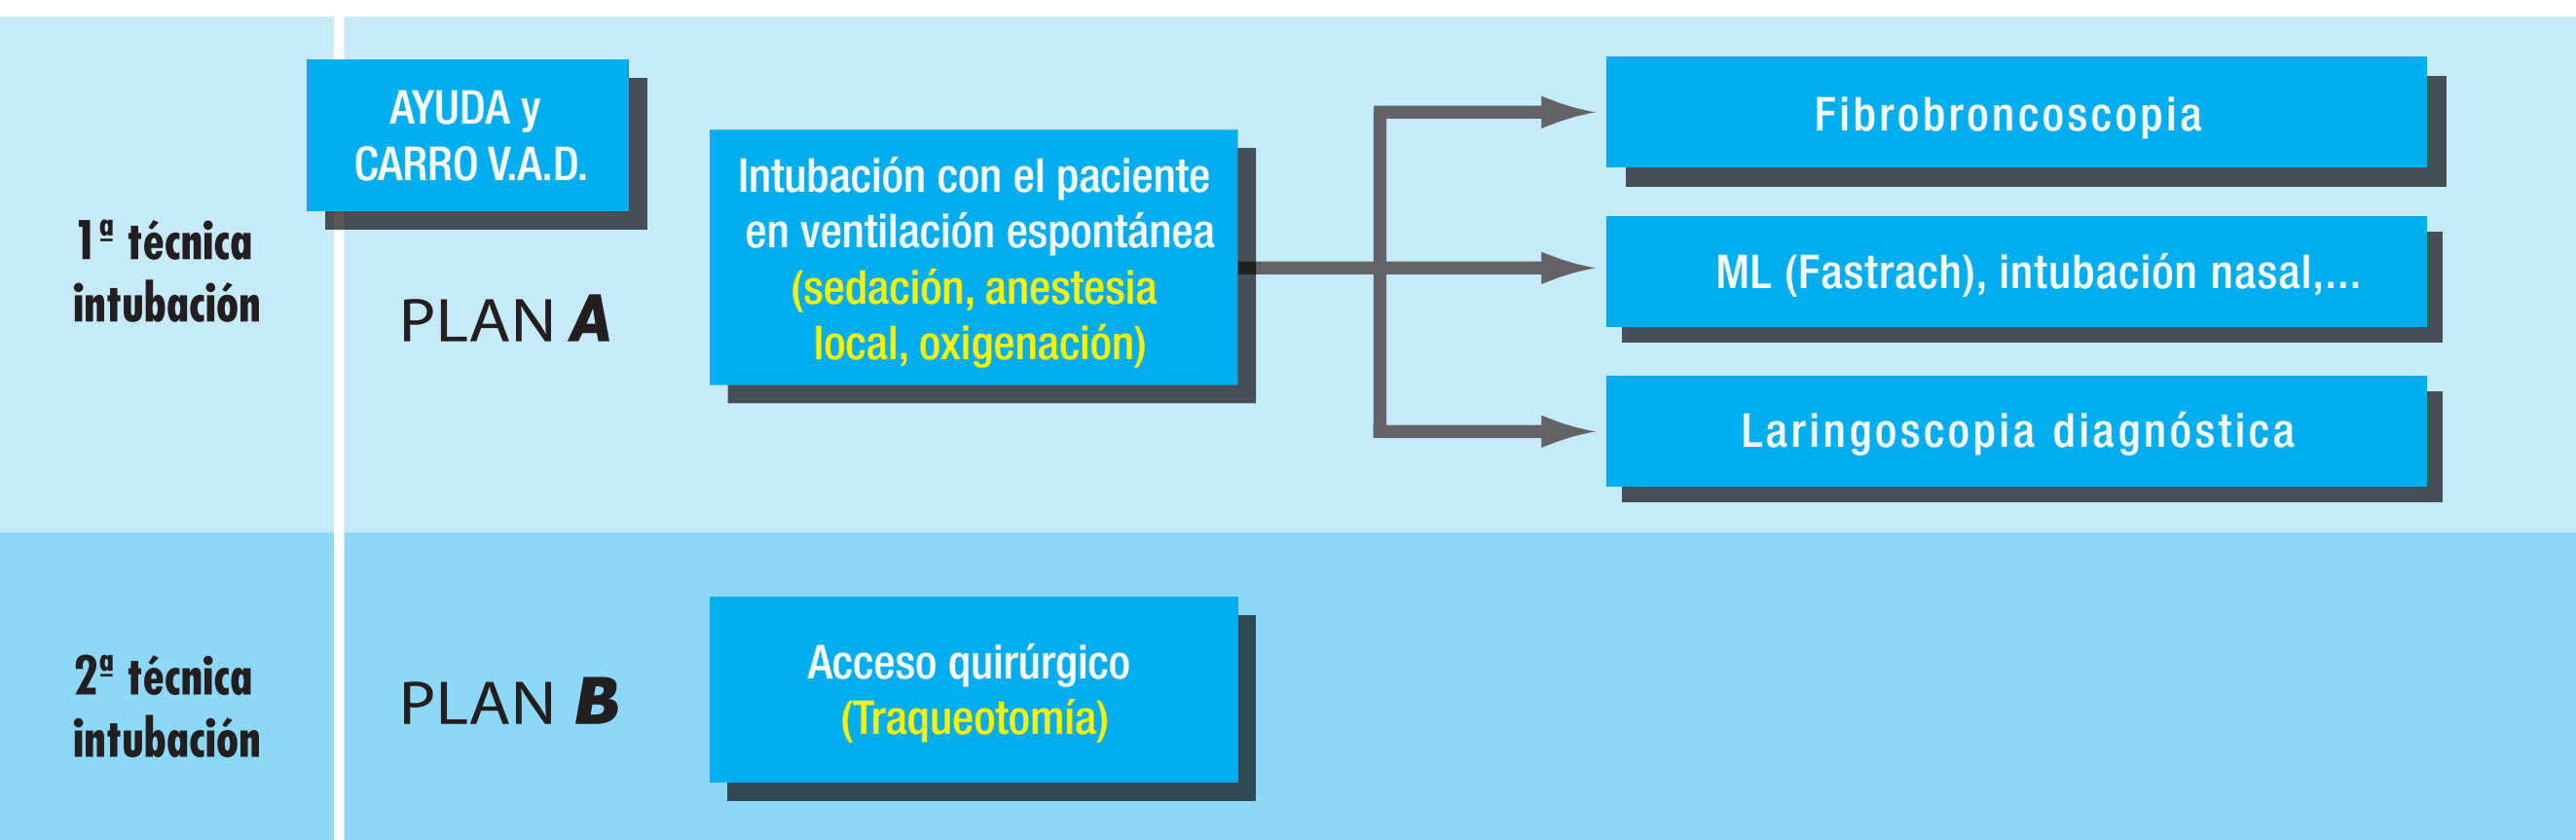 1ª técnica
intubación
AYUDA y
CARRO V.A.D.
PLAN A
Intubación con el paciente
en ventilación espontánea
(sedación, anestesia
local, oxigenación)
Fibrobroncoscopia
ML (Fastrach), intubación nasal,...
Laringoscopia diagnóstica
2ª técnica
intubación
PLAN B
Acceso quirúrgico
(Traqueotomía)